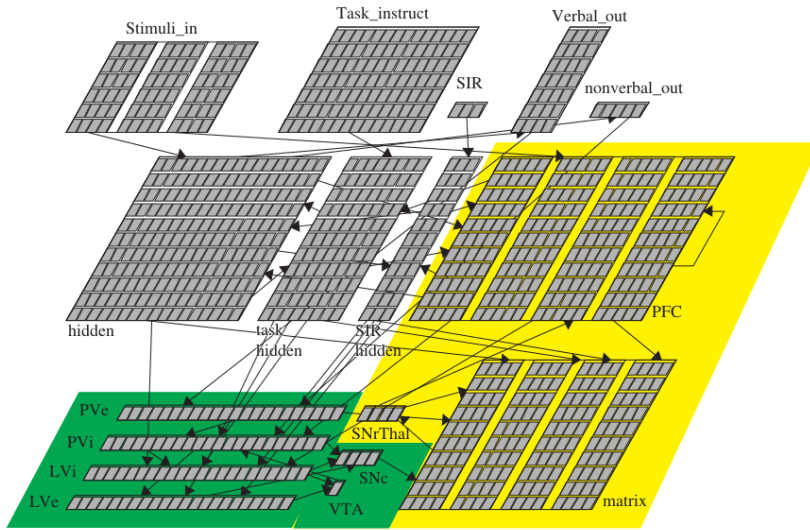 Stimuli_in
Task_instruct
Verbal_out
SIR
nonverbal_out
hidden
task
hidden
SIR
hidden
PFC
PVe
SNrThal
PVi
LVi
SNc
LVe
VTA
matrix